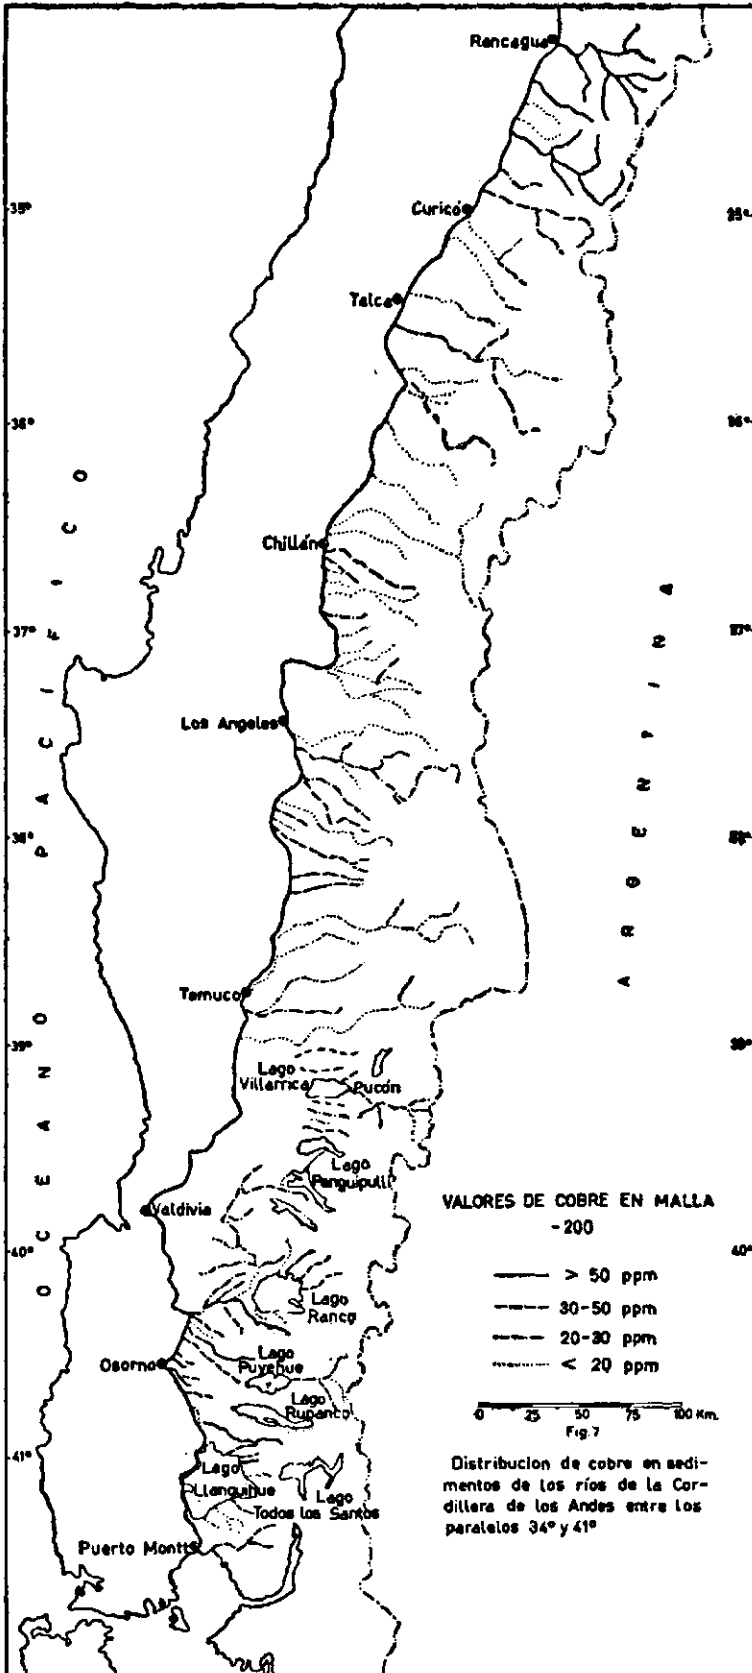 Rancagua
35°
Curicó
35°
Talca
36°
36°
Chillán
37°
37°
Los Angeles
38°
Temuco
39°
39°
Lago
Villarrica
Pucón
Lago
Panguipulli
Valdivia
40°
40°
Lago
Ranco
Osorno
Lago
Puyehue
Lago
Rupanco
41°
Lago
Llanquihue
Lago
Todos los Santos
Puerto Montt
OCEANO PACIFICO
ARGENTINA
VALORES DE COBRE EN MALLA
-200
> 50 ppm
30-50 ppm
20-30 ppm
< 20 ppm
0 25 50 75 100 Km.
Fig. 7
Distribucion de cobre en sedi-
mentos de los ríos de la Cor-
dillera de los Andes entre los
paralelos 34° y 41°